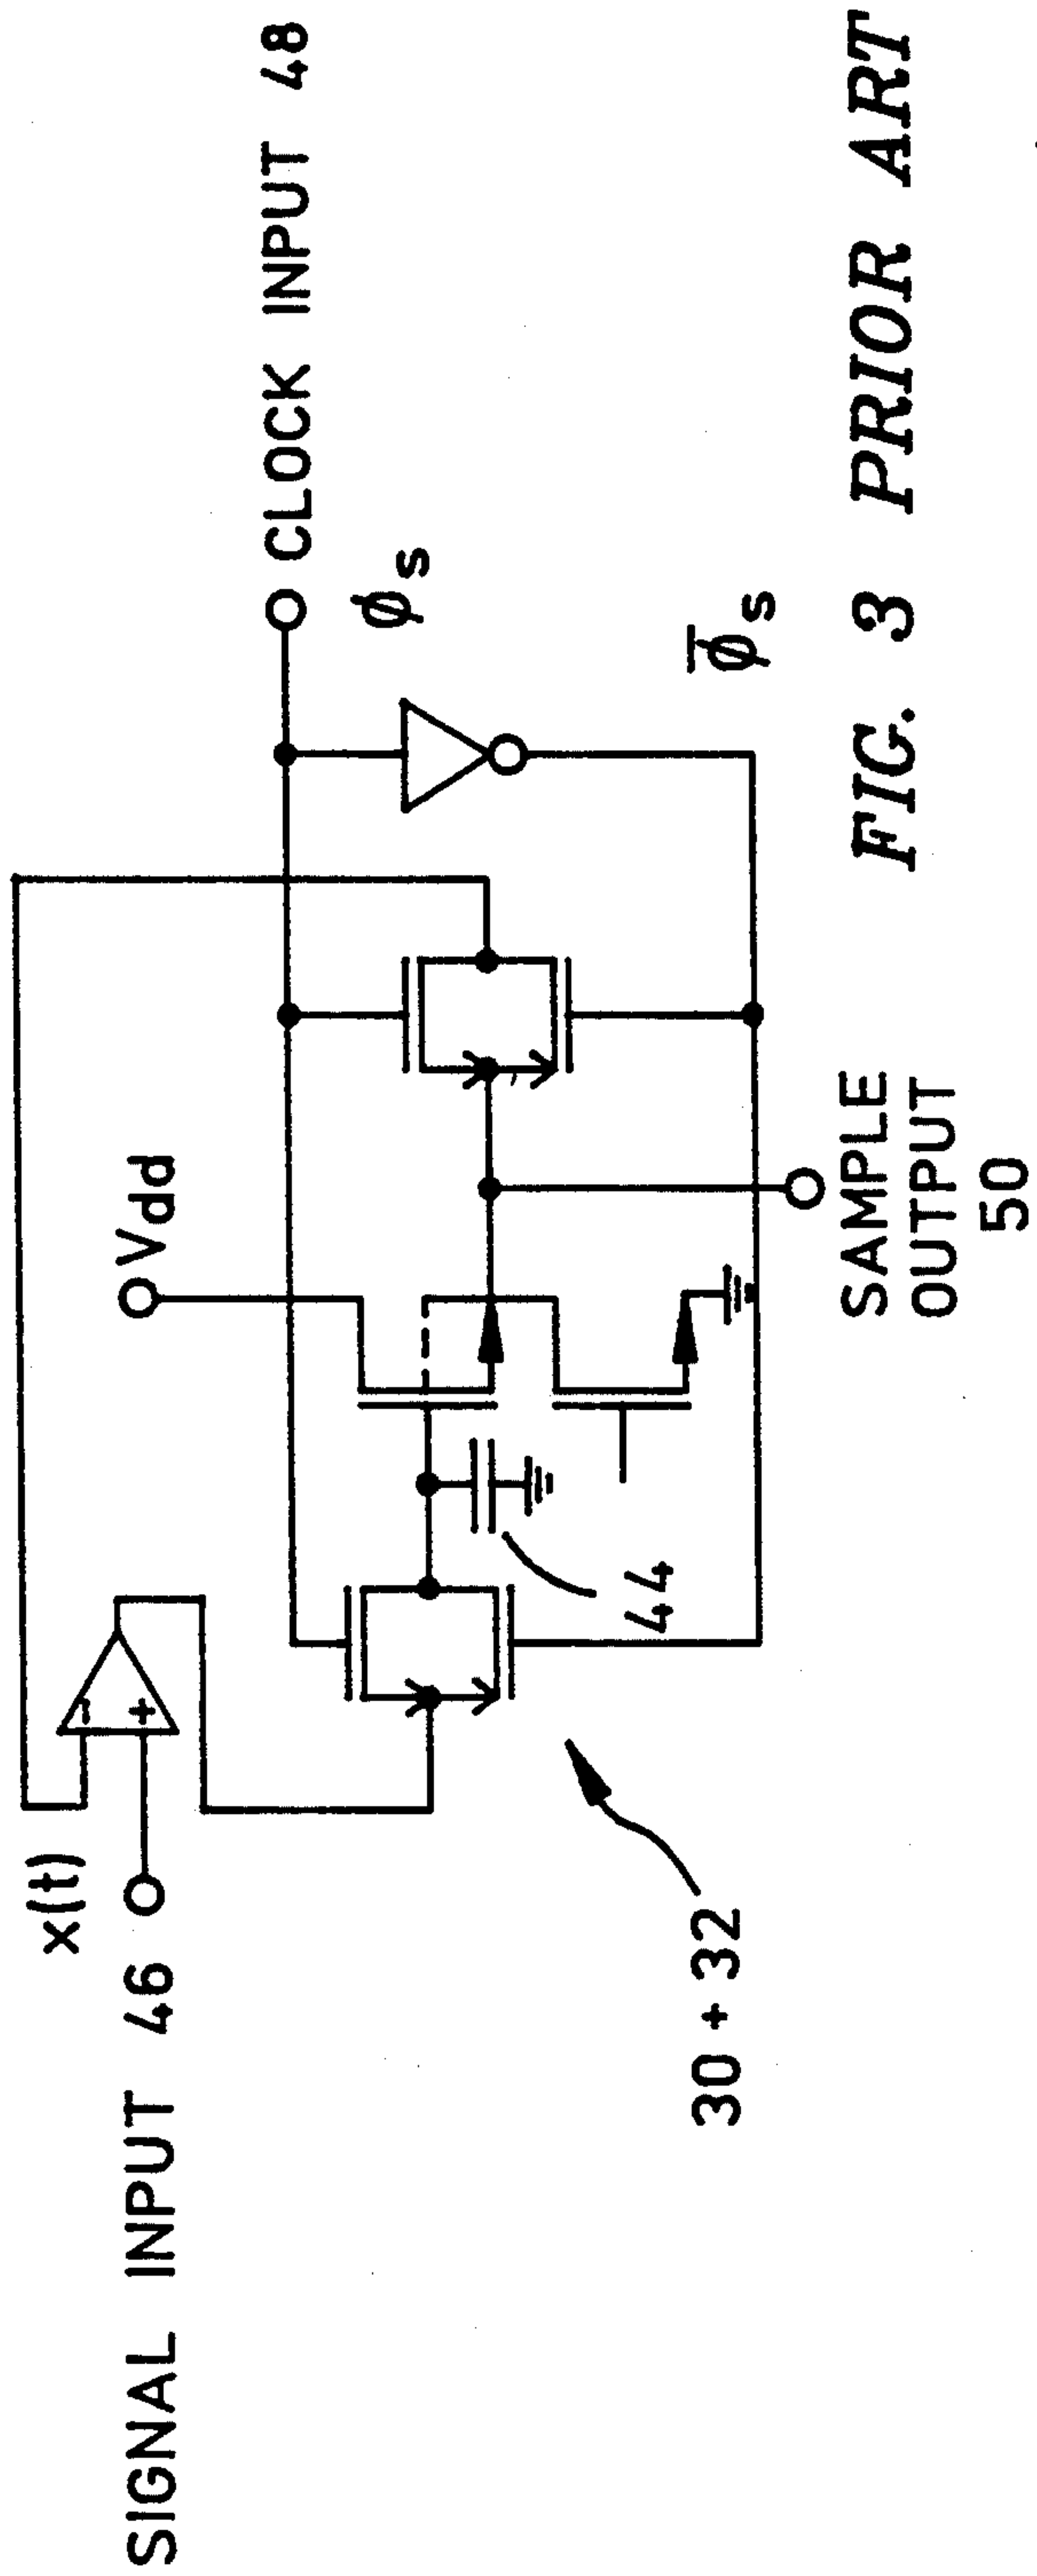 x(t)
SIGNAL INPUT 46
-
+
Vdd
CLOCK INPUT 48
ϕs
ϕ̅s
44
30 + 32
SAMPLE
OUTPUT
50
FIG. 3 PRIOR ART